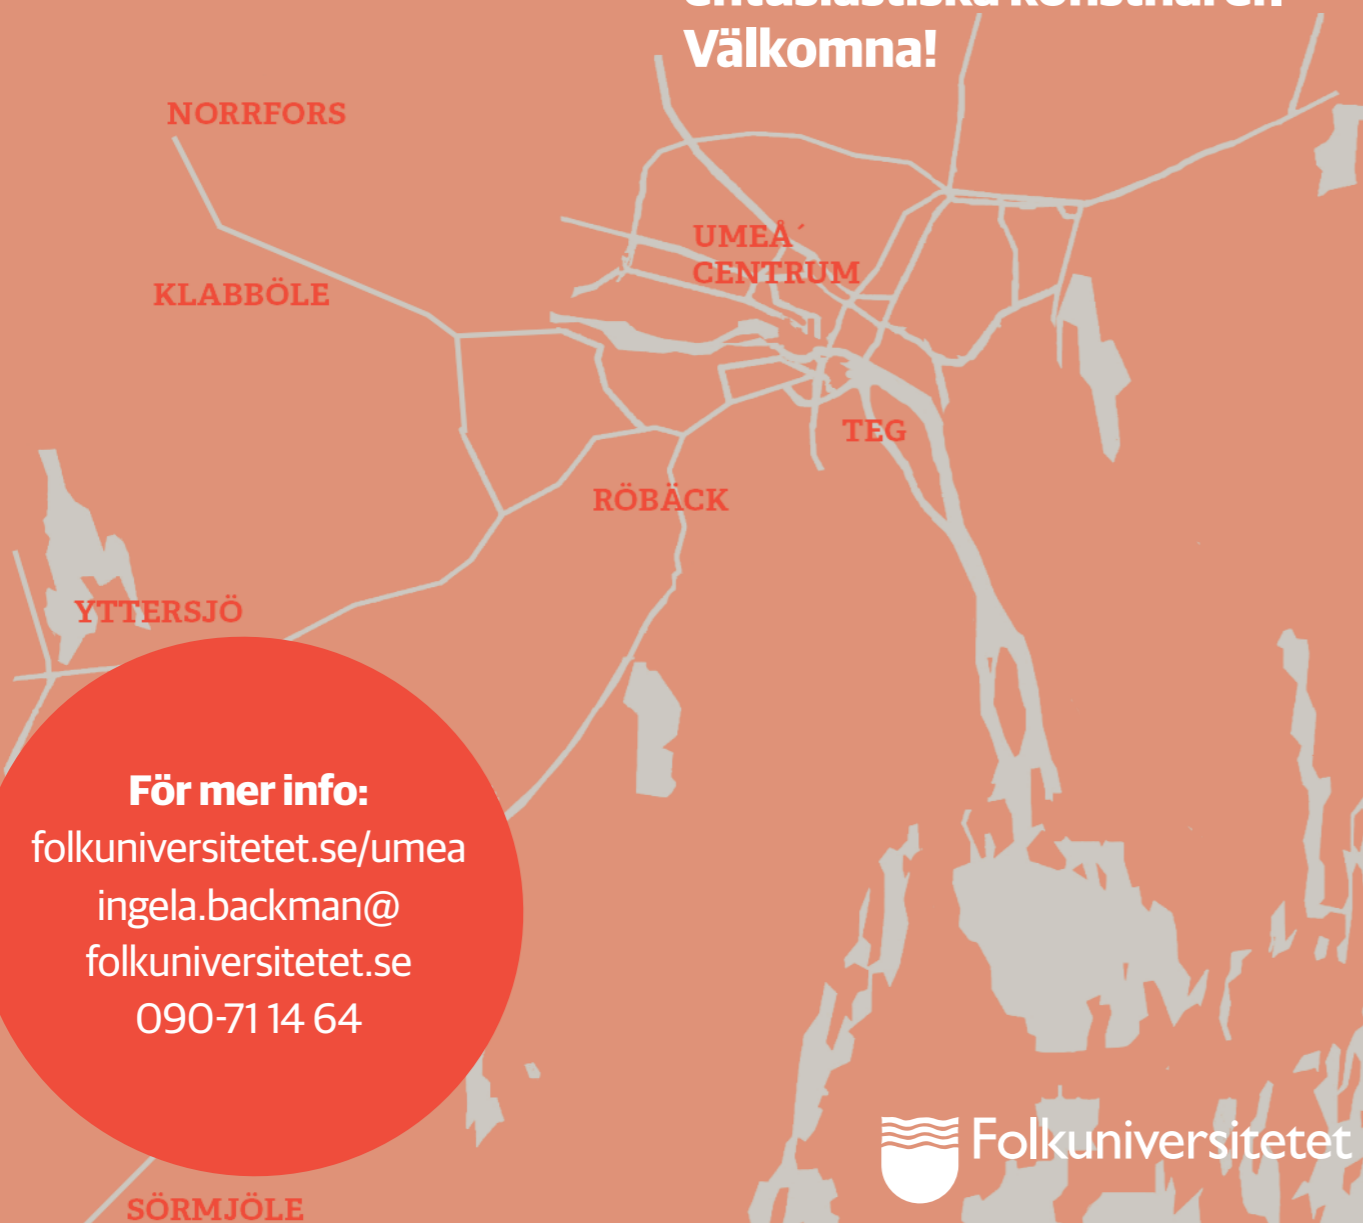 Välkomna!
NORRFORS
UMEÅ´
CENTRUM
KLABBÖLE
TEG
RÖBÄCK
YTTERSJÖ
För mer info:
folkuniversitetet.se/umea
ingela.backman@
folkuniversitetet.se
090-71 14 64
Folkuniversitetet
SÖRMJÖLE